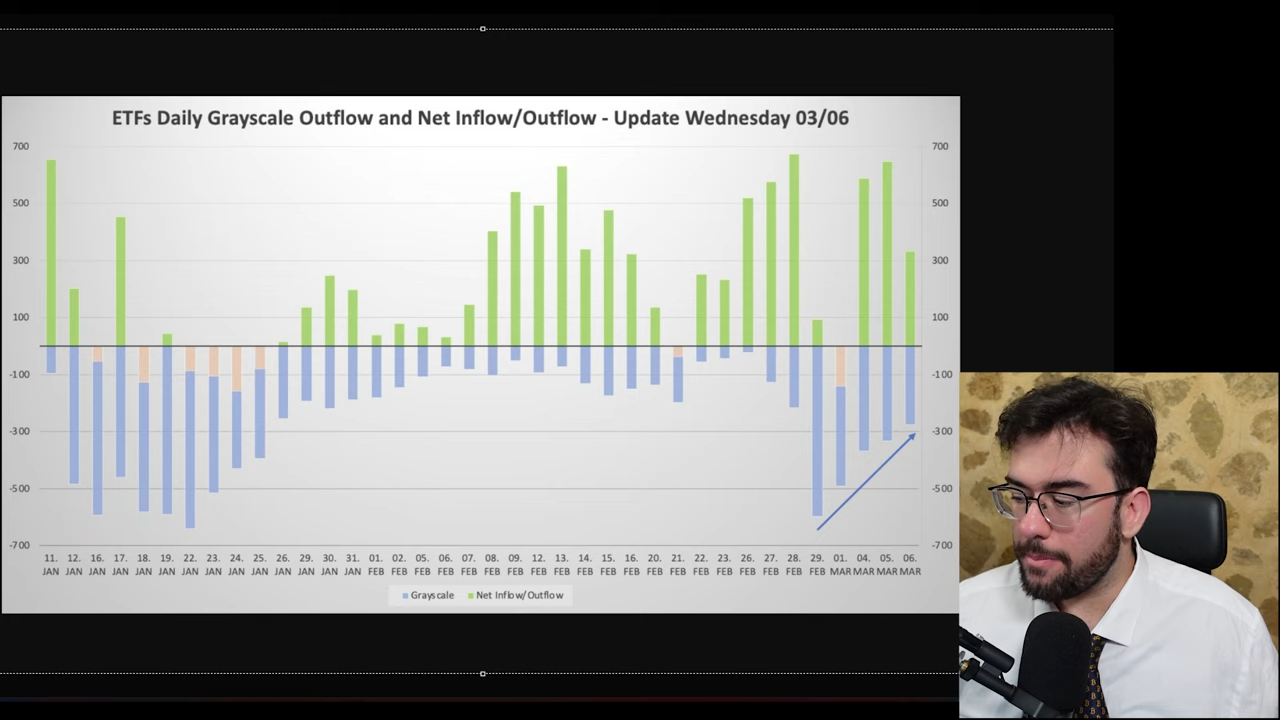 ETFs Daily Grayscale Outflow and Net Inflow/Outflow - Update Wednesday 03/06
700 700
500 500
300 300
100 100
-100 -100
-300 -300
-500 -500
-700 -700
11. 12. 16. 17. 18. 19. 22. 23. 24. 25. 26. 29. 30. 31. 01. 02. 05. 06. 07. 08. 09. 12. 13. 14. 15. 16. 20. 21. 22. 23. 26. 27. 28. 29. 01. 04. 05. 06.
JAN JAN JAN JAN JAN JAN JAN JAN JAN JAN JAN JAN JAN JAN FEB FEB FEB FEB FEB FEB FEB FEB FEB FEB FEB FEB FEB FEB FEB FEB FEB FEB FEB FEB MAR MAR MAR MAR
Grayscale Net Inflow/Outflow